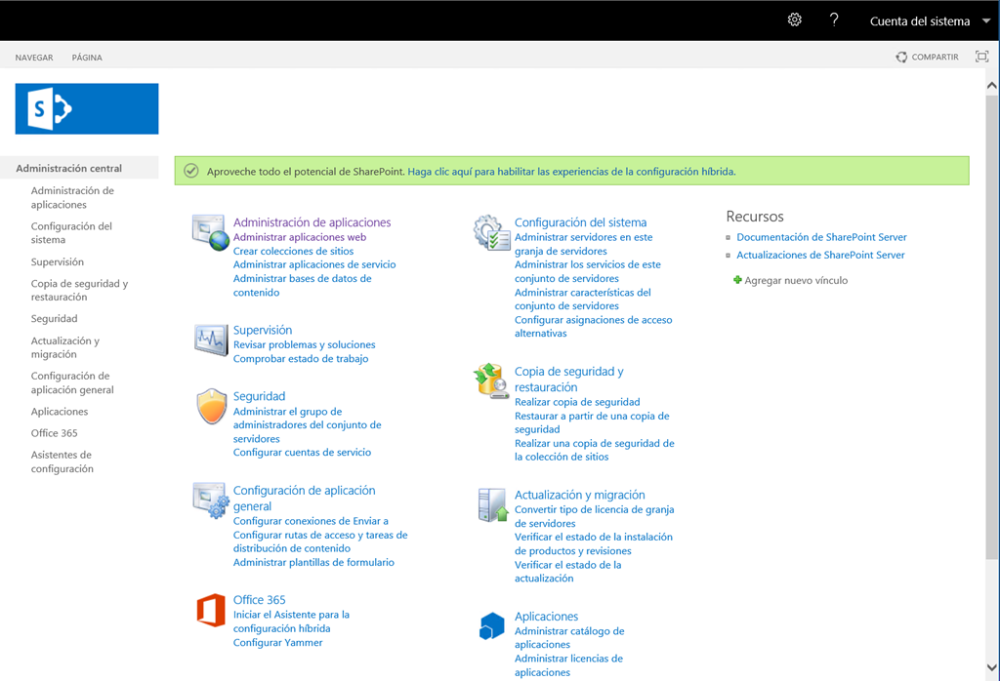 Cuenta del sistema
NAVEGAR
PÁGINA
COMPARTIR
S
Administración central
Administración de
aplicaciones
Configuración del
sistema
Supervisión
Copia de seguridad y
restauración
Seguridad
Actualización y
migración
Configuración de
aplicación general
Aplicaciones
Office 365
Asistentes de
configuración
Aproveche todo el potencial de SharePoint. Haga clic aquí para habilitar las experiencias de la configuración híbrida.
Administración de aplicaciones
Administrar aplicaciones web
Crear colecciones de sitios
Administrar aplicaciones de servicio
Administrar bases de datos de
contenido
Supervisión
Revisar problemas y soluciones
Comprobar estado de trabajo
Seguridad
Administrar el grupo de
administradores del conjunto de
servidores
Configurar cuentas de servicio
Configuración de aplicación
general
Configurar conexiones de Enviar a
Configurar rutas de acceso y tareas de
distribución de contenido
Administrar plantillas de formulario
Office 365
Iniciar el Asistente para la
configuración híbrida
Configurar Yammer
Configuración del sistema
Administrar servidores en este
granja de servidores
Administrar los servicios de este
conjunto de servidores
Administrar características del
conjunto de servidores
Configurar asignaciones de acceso
alternativas
Copia de seguridad y
restauración
Realizar copia de seguridad
Restaurar a partir de una copia de
seguridad
Realizar una copia de seguridad de
la colección de sitios
Actualización y migración
Convertir tipo de licencia de granja
de servidores
Verificar el estado de la instalación
de productos y revisiones
Verificar el estado de la
actualización
Aplicaciones
Administrar catálogo de
aplicaciones
Administrar licencias de
aplicaciones
Recursos
Documentación de SharePoint Server
Actualizaciones de SharePoint Server
Agregar nuevo vínculo